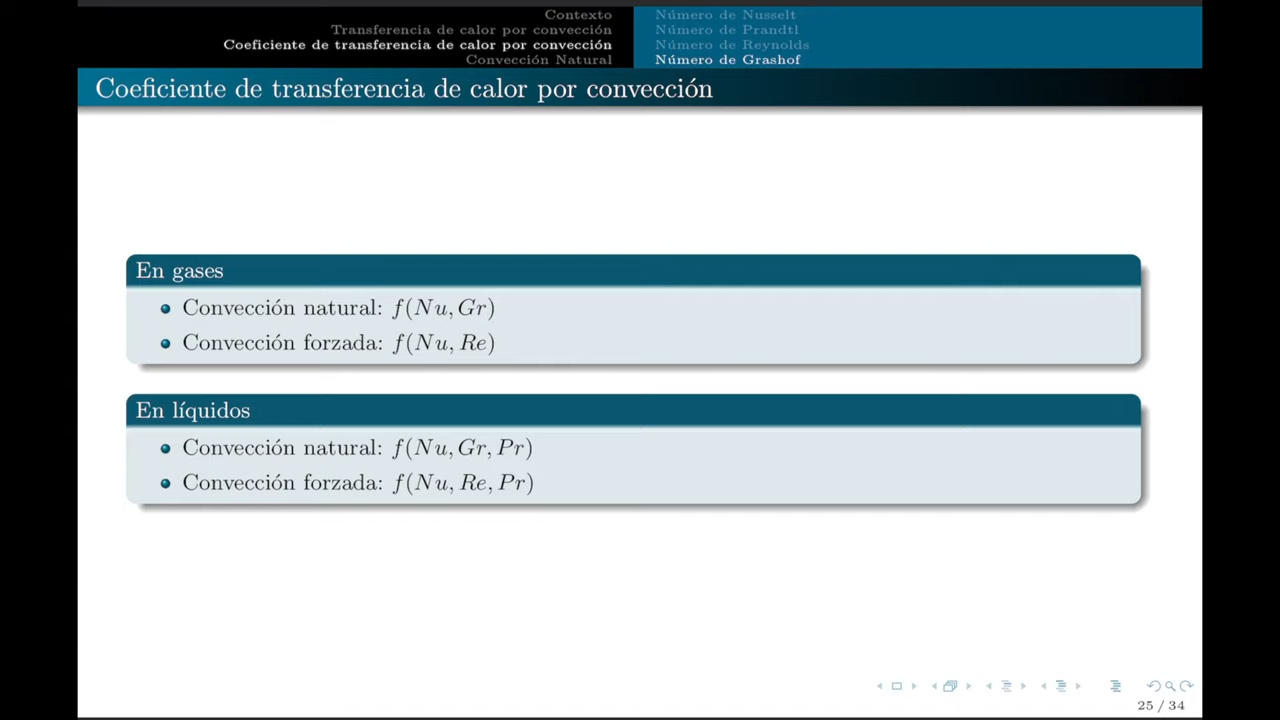 Contexto
Transferencia de calor por convección
Coeficiente de transferencia de calor por convección
Convección Natural
Número de Nusselt
Número de Prandtl
Número de Reynolds
Número de Grashof
Coeficiente de transferencia de calor por convección
En gases
Convección natural: f(Nu, Gr)
Convección forzada: f(Nu, Re)
En líquidos
Convección natural: f(Nu, Gr, Pr)
Convección forzada: f(Nu, Re, Pr)
25 / 34